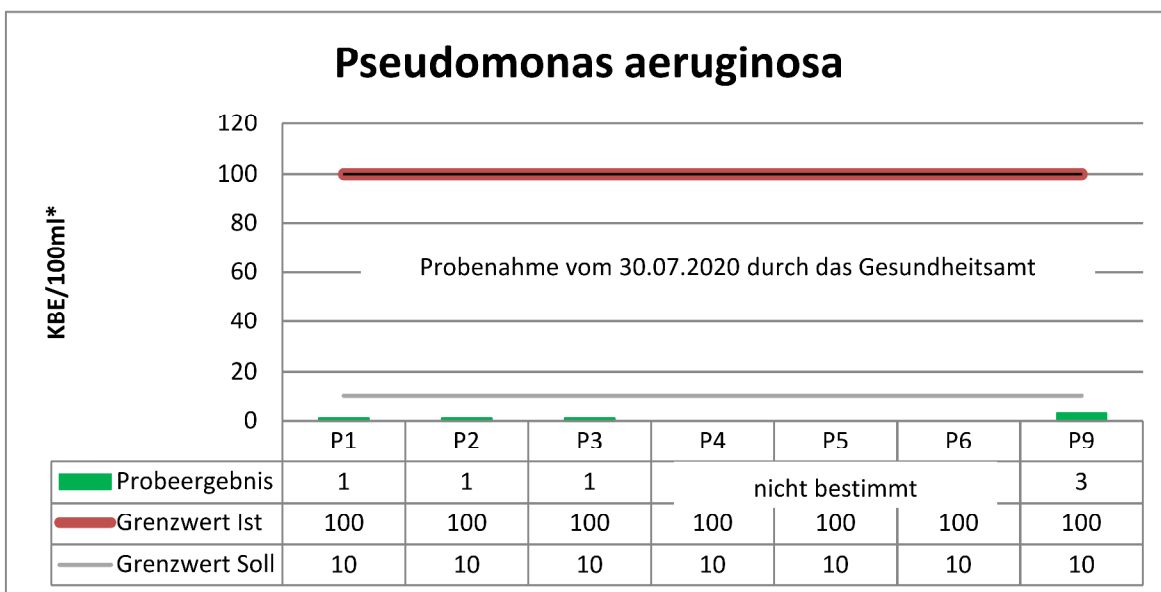 Pseudomonas aeruginosa
120
100
80
60
40
20
0
KBE/100ml*
Probenahme vom 30.07.2020 durch das Gesundheitsamt
P1 P2 P3 P4 P5 P6 P9
Probeergebnis 1 1 1 nicht bestimmt 3
Grenzwert Ist 100 100 100 100 100 100 100
Grenzwert Soll 10 10 10 10 10 10 10